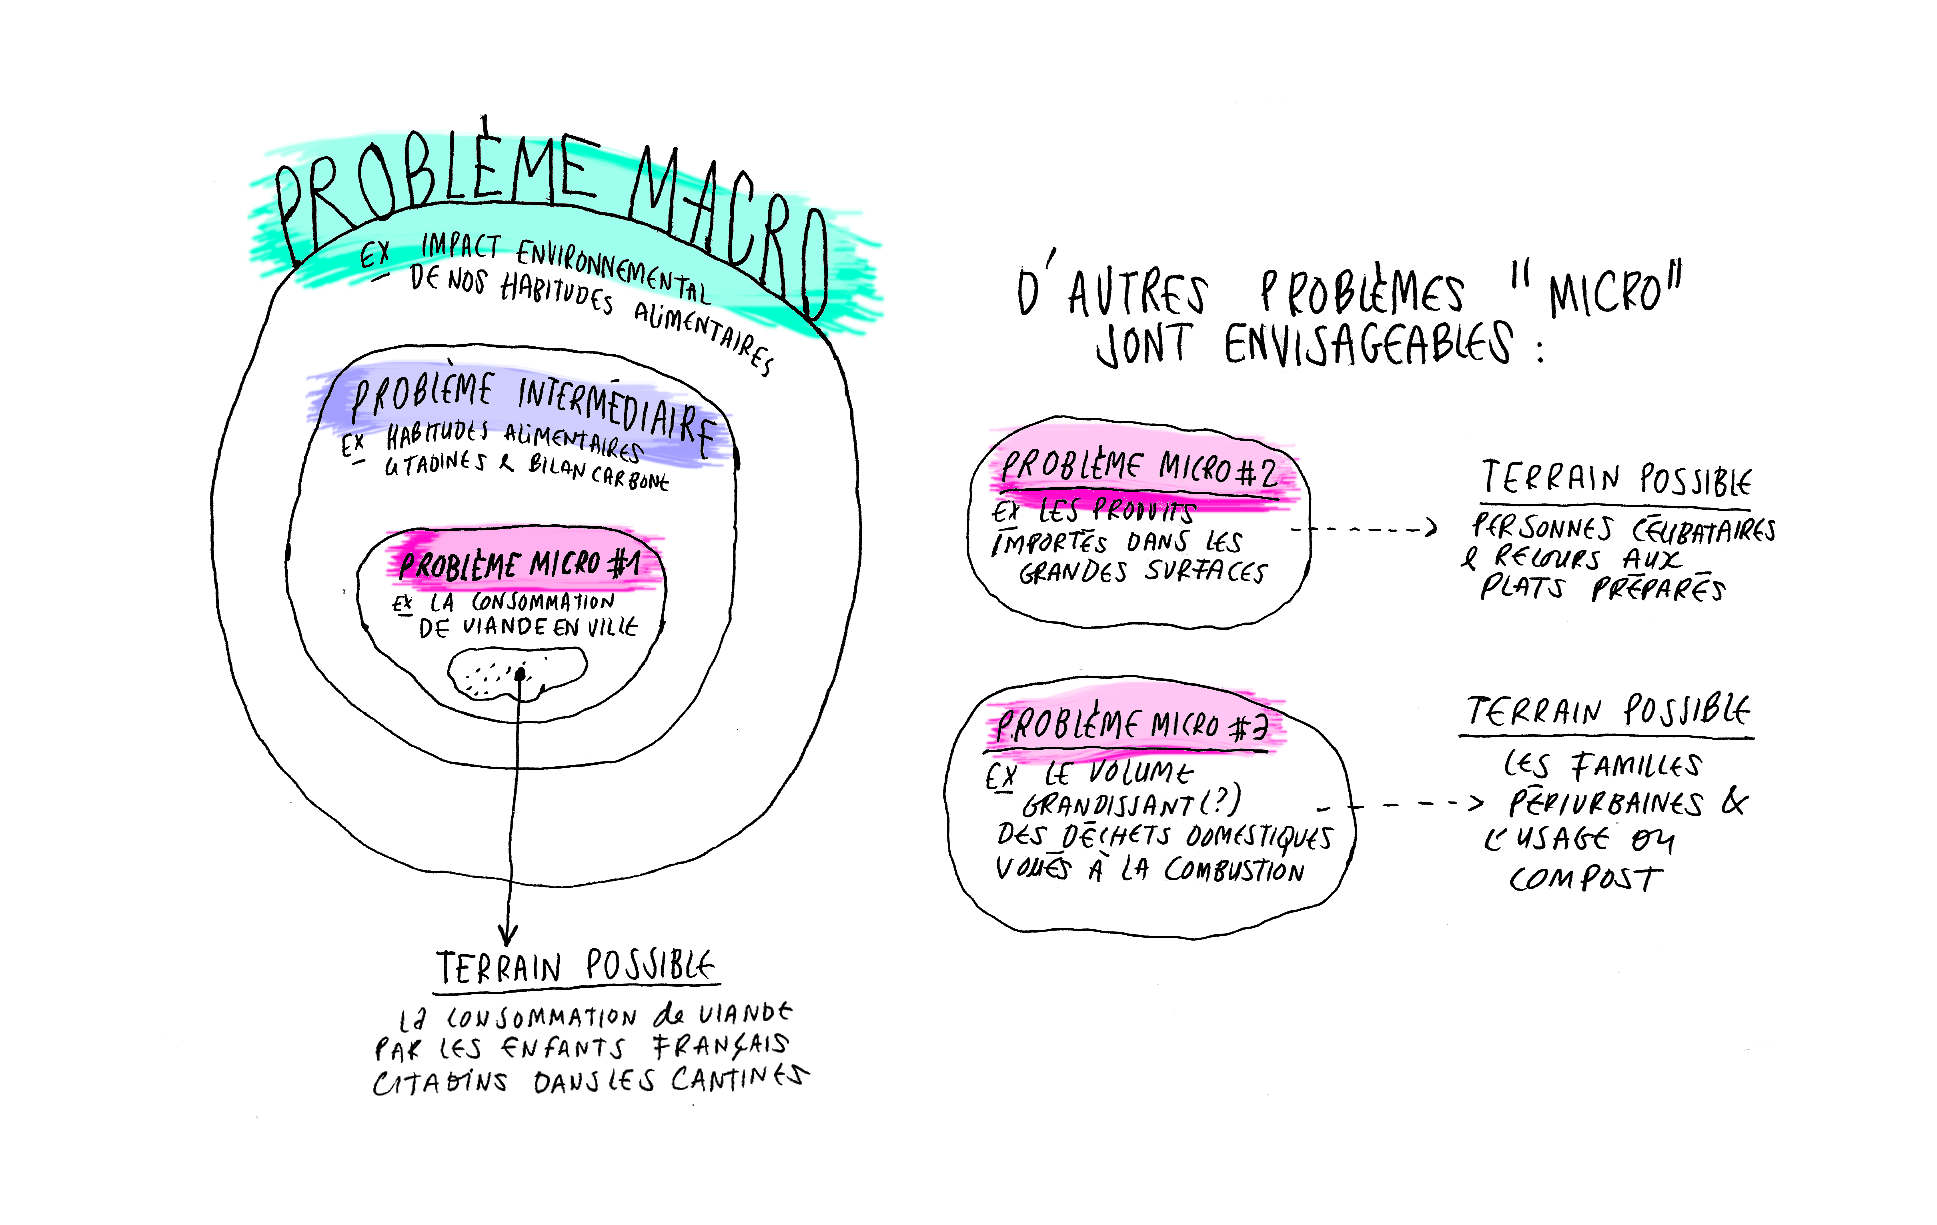 PROBLÈME MACRO
EX IMPACT ENVIRONNEMENTAL
DE NOS HABITUDES ALIMENTAIRES
PROBLÈME INTERMÉDIAIRE
EX HABITUDES ALIMENTAIRES
CITADINES & BILAN CARBONE
PROBLÈME MICRO #1
EX LA CONSOMMATION
DE VIANDE EN VILLE
TERRAIN POSSIBLE
LA CONSOMMATION de VIANDE
PAR LES ENFANTS FRANÇAIS
CITADINS DANS LES CANTINES
D'AUTRES PROBLÈMES "MICRO"
SONT ENVISAGEABLES :
PROBLÈME MICRO #2
EX LES PRODUITS
IMPORTÉS DANS LES
GRANDES SURFACES
TERRAIN POSSIBLE
PERSONNES CÉLIBATAIRES
& RECOURS AUX
PLATS PRÉPARÉS
PROBLÈME MICRO #3
EX LE VOLUME
GRANDISSANT (?)
DES DÉCHETS DOMESTIQUES
VOUÉS À LA COMBUSTION
TERRAIN POSSIBLE
LES FAMILLES
PÉRIURBAINES &
L'USAGE DU
COMPOST